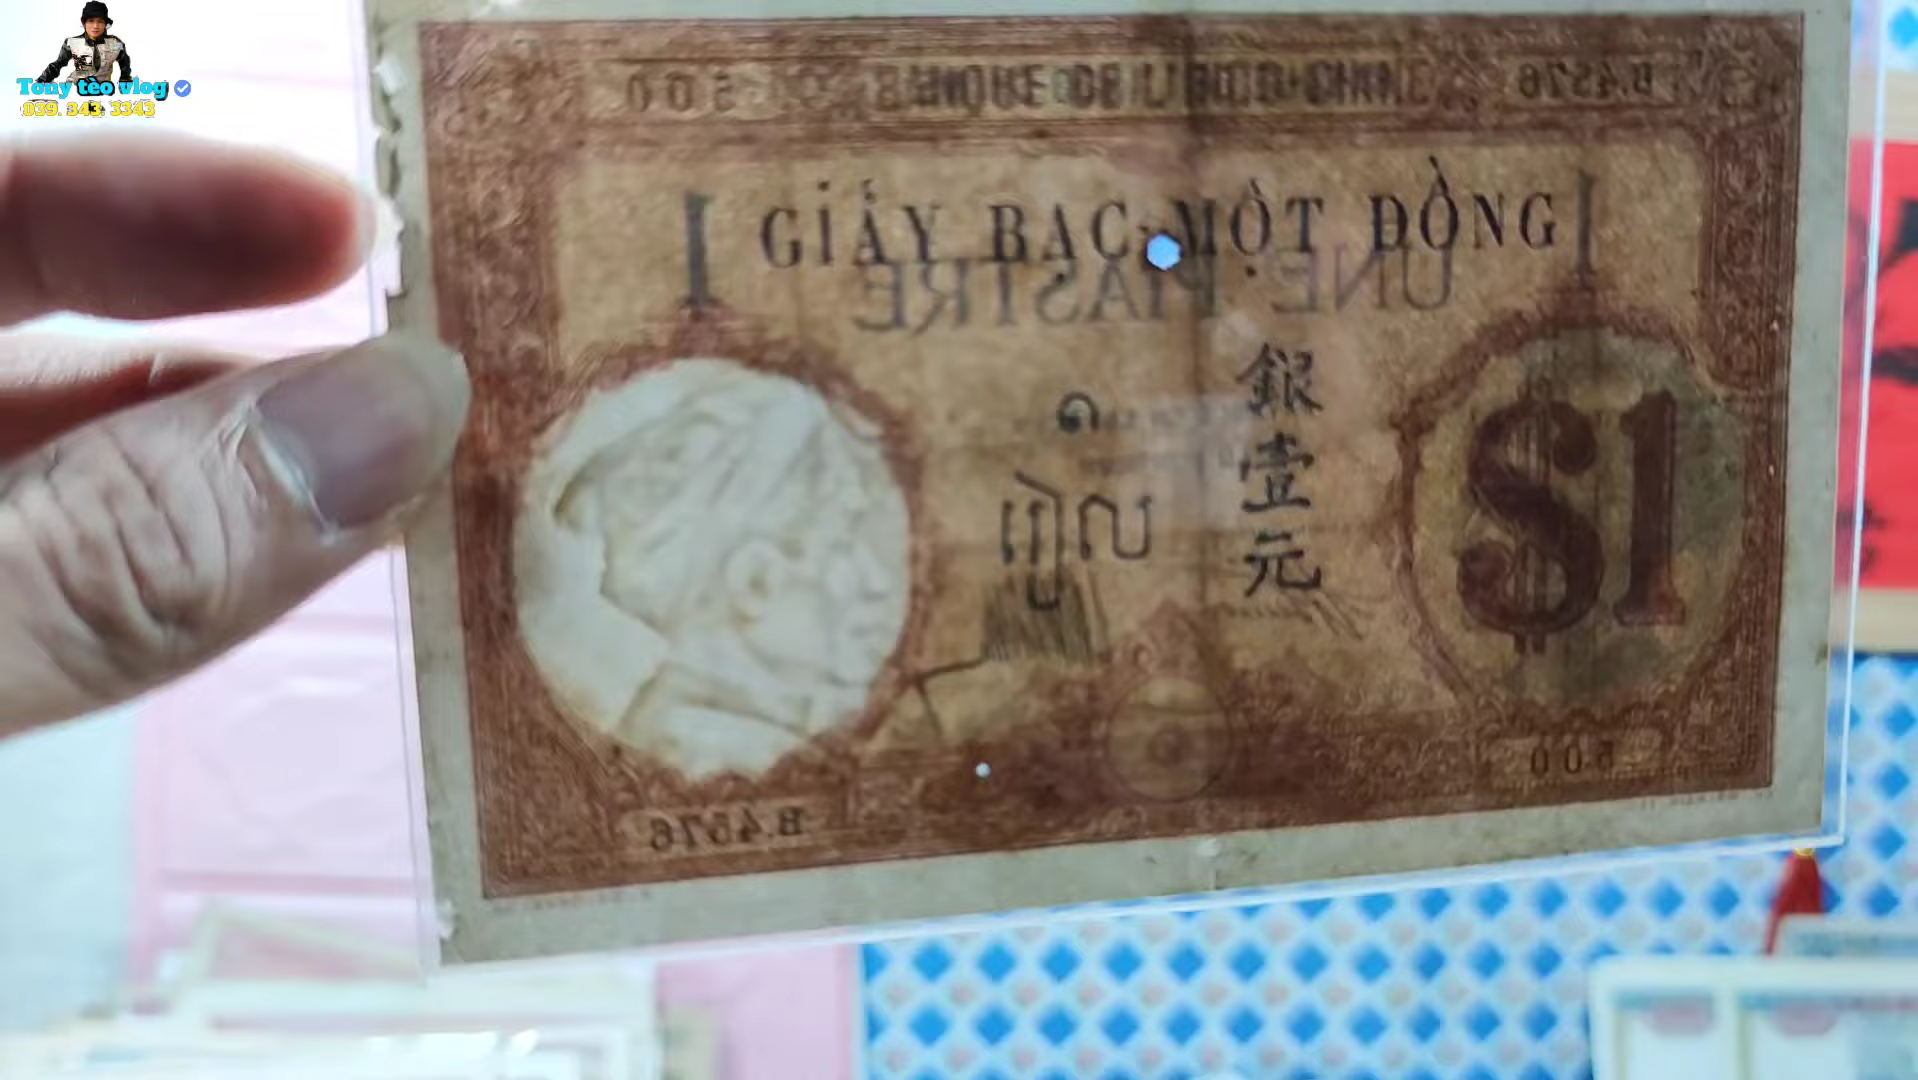 Tony tèo vlog
039. 343. 3343
500
BANQUE DE L'INDO-CHINE
B.4576
1
GIẤY BẠC MỘT ĐỒNG
1
UNE PIASTRE
銀壹元
๑
$1
500
B.4576